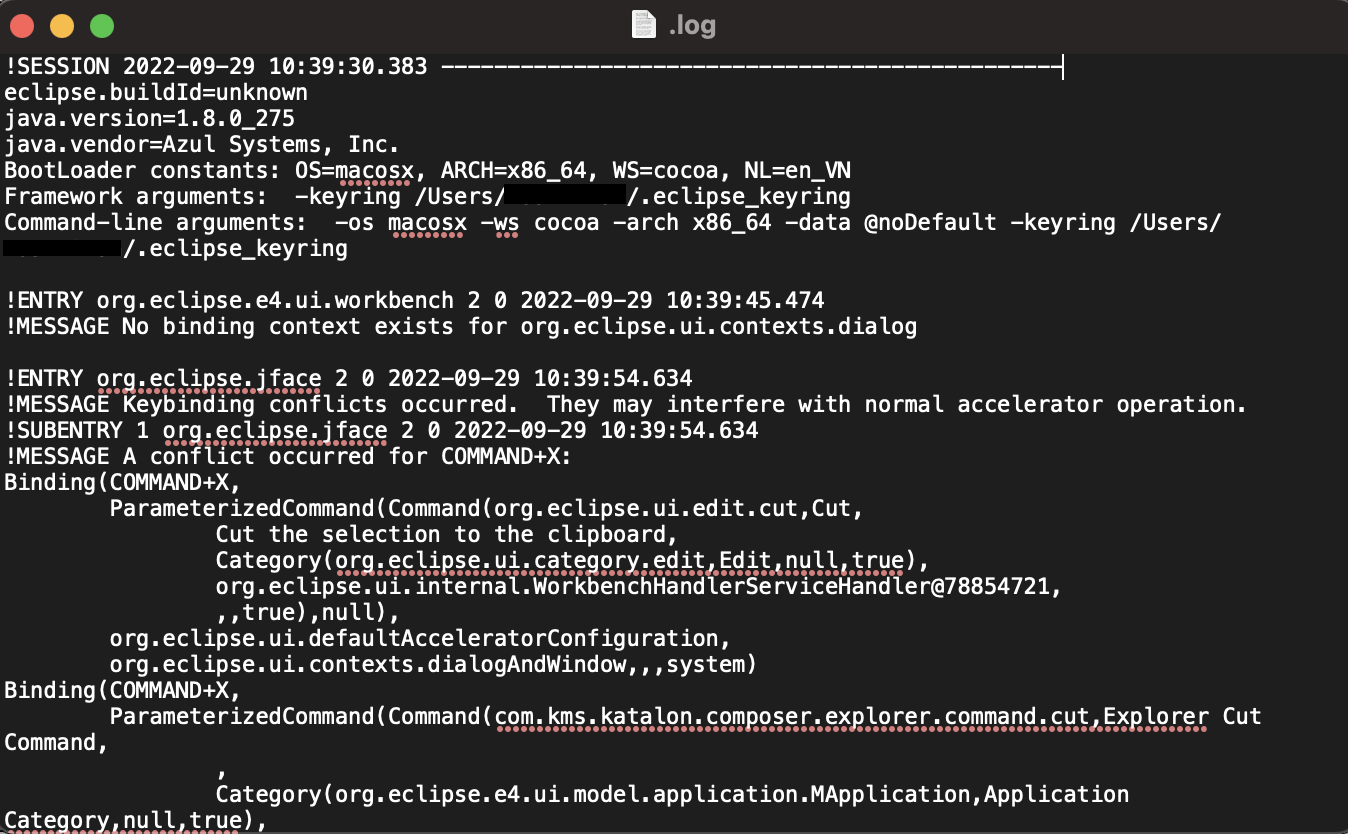 .log
!SESSION 2022-09-29 10:39:30.383 -----------------------------------------------
eclipse.buildId=unknown
java.version=1.8.0_275
java.vendor=Azul Systems, Inc.
BootLoader constants: OS=macosx, ARCH=x86_64, WS=cocoa, NL=en_VN
Framework arguments:  -keyring /Users/ /.eclipse_keyring
Command-line arguments:  -os macosx -ws cocoa -arch x86_64 -data @noDefault -keyring /Users/
/.eclipse_keyring
!ENTRY org.eclipse.e4.ui.workbench 2 0 2022-09-29 10:39:45.474
!MESSAGE No binding context exists for org.eclipse.ui.contexts.dialog
!ENTRY org.eclipse.jface 2 0 2022-09-29 10:39:54.634
!MESSAGE Keybinding conflicts occurred.  They may interfere with normal accelerator operation.
!SUBENTRY 1 org.eclipse.jface 2 0 2022-09-29 10:39:54.634
!MESSAGE A conflict occurred for COMMAND+X:
Binding(COMMAND+X,
ParameterizedCommand(Command(org.eclipse.ui.edit.cut,Cut,
Cut the selection to the clipboard,
Category(org.eclipse.ui.category.edit,Edit,null,true),
org.eclipse.ui.internal.WorkbenchHandlerServiceHandler@78854721,
,,true),null),
org.eclipse.ui.defaultAcceleratorConfiguration,
org.eclipse.ui.contexts.dialogAndWindow,,,system)
Binding(COMMAND+X,
ParameterizedCommand(Command(com.kms.katalon.composer.explorer.command.cut,Explorer Cut
Command,
,
Category(org.eclipse.e4.ui.model.application.MApplication,Application
Category,null,true),